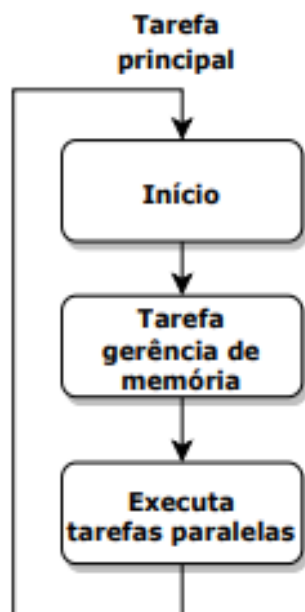 Tarefa
principal
Início
Tarefa
gerência de
memória
Executa
tarefas paralelas